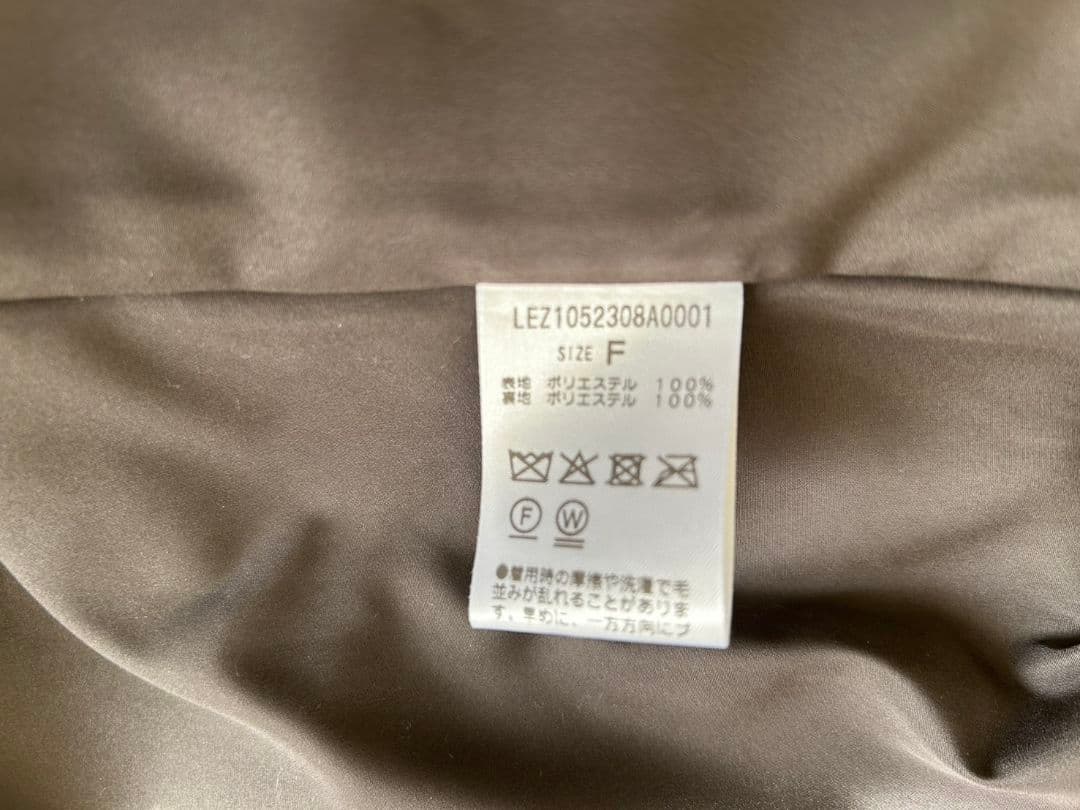 LEZ1052308A0001
SIZE F
表地 ポリエステル 100%
裏地 ポリエステル 100%
F W
●着用時の摩擦や洗濯で毛
並みが乱れることがありま
す、早めに、一方方向にブ